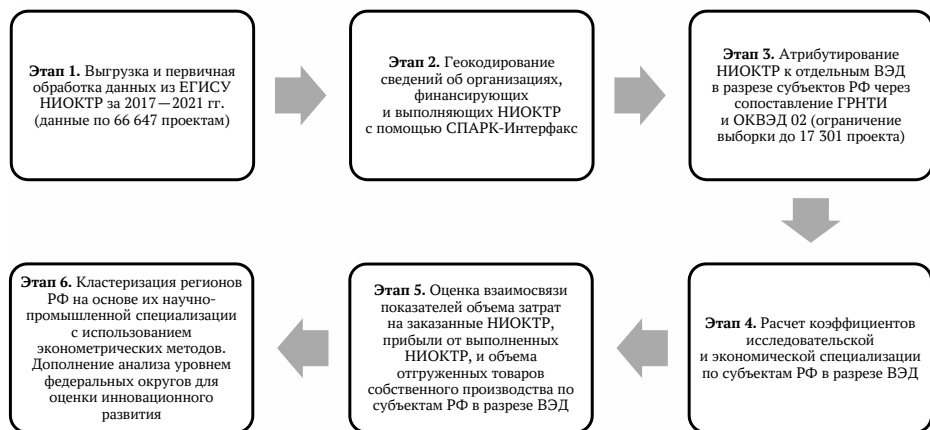 Этап 1. Выгрузка и первичная
обработка данных из ЕГИСУ
НИОКТР за 2017—2021 гг.
(данные по 66 647 проектам)
Этап 2. Геокодирование
сведений об организациях,
финансирующих
и выполняющих НИОКТР
с помощью СПАРК-Интерфакс
Этап 3. Атрибутирование
НИОКТР к отдельным ВЭД
в разрезе субъектов РФ через
сопоставление ГРНТИ
и ОКВЭД 02 (ограничение
выборки до 17 301 проекта)
Этап 4. Расчет коэффициентов
исследовательской
и экономической специализации
по субъектам РФ в разрезе ВЭД
Этап 5. Оценка взаимосвязи
показателей объема затрат
на заказанные НИОКТР,
прибыли от выполненных
НИОКТР, и объема
отгруженных товаров
собственного производства по
субъектам РФ в разрезе ВЭД
Этап 6. Кластеризация регионов
РФ на основе их научно-
промышленной специализации
с использованием
эконометрических методов.
Дополнение анализа уровнем
федеральных округов для
оценки инновационного
развития